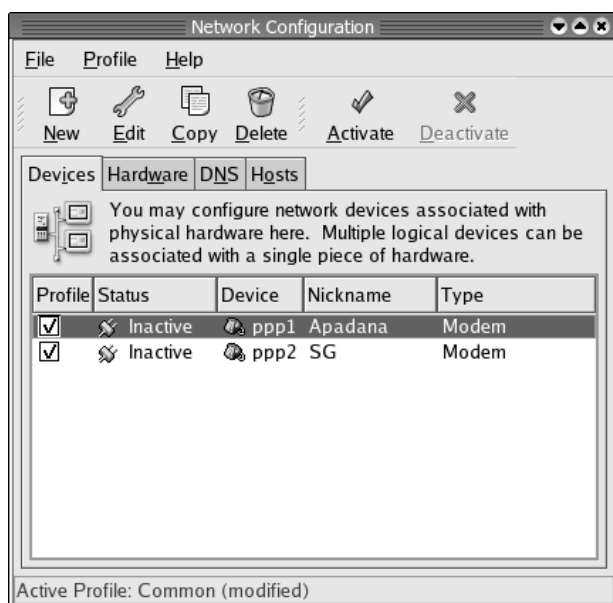 Network Configuration
File Profile Help
New Edit Copy Delete Activate Deactivate
Devices Hardware DNS Hosts
You may configure network devices associated with
physical hardware here. Multiple logical devices can be
associated with a single piece of hardware.
Profile Status Device Nickname Type
Inactive ppp1 Apadana Modem
Inactive ppp2 SG Modem
Active Profile: Common (modified)